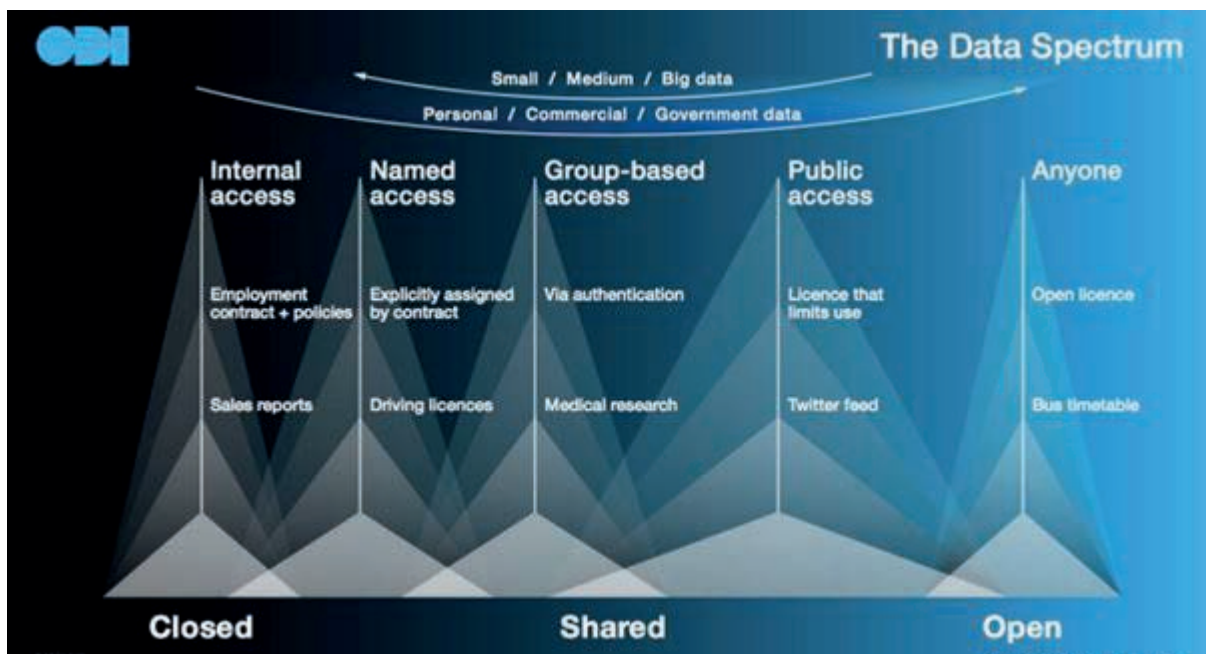 ODI
The Data Spectrum
Small / Medium / Big data
Personal / Commercial / Government data
Internal
access
Named
access
Group-based
access
Public
access
Anyone
Employment
contract + policies
Explicitly assigned
by contract
Via authentication
Licence that
limits use
Open licence
Sales reports
Driving licences
Medical research
Twitter feed
Bus timetable
Closed
Shared
Open